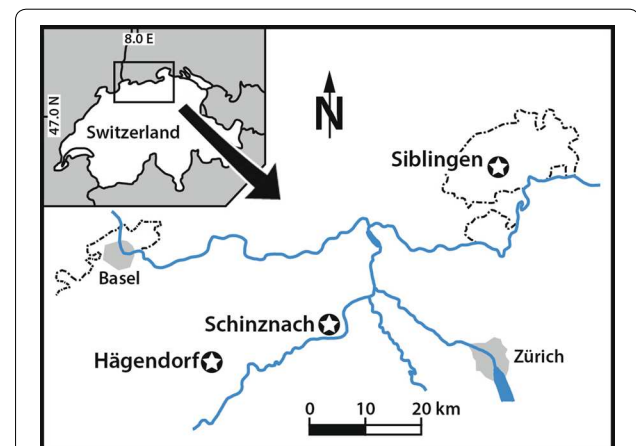 8.0 E
47.0 N
Switzerland
N
Siblingen
Basel
Schinznach
Hägendorf
Zürich
0 10 20 km